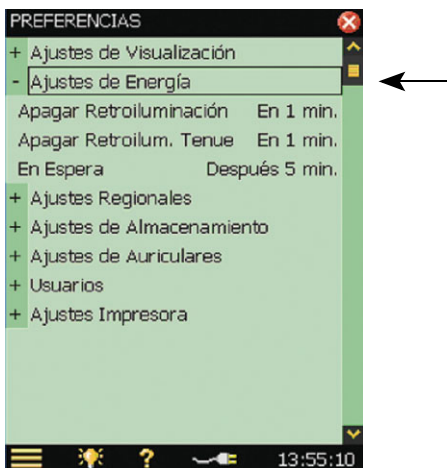 PREFERENCIAS
+ Ajustes de Visualización
- Ajustes de Energía
Apagar Retroiluminación En 1 min.
Apagar Retroilum. Tenue En 1 min.
En Espera Después 5 min.
+ Ajustes Regionales
+ Ajustes de Almacenamiento
+ Ajustes de Auriculares
+ Usuarios
+ Ajustes Impresora
? 13:55:10